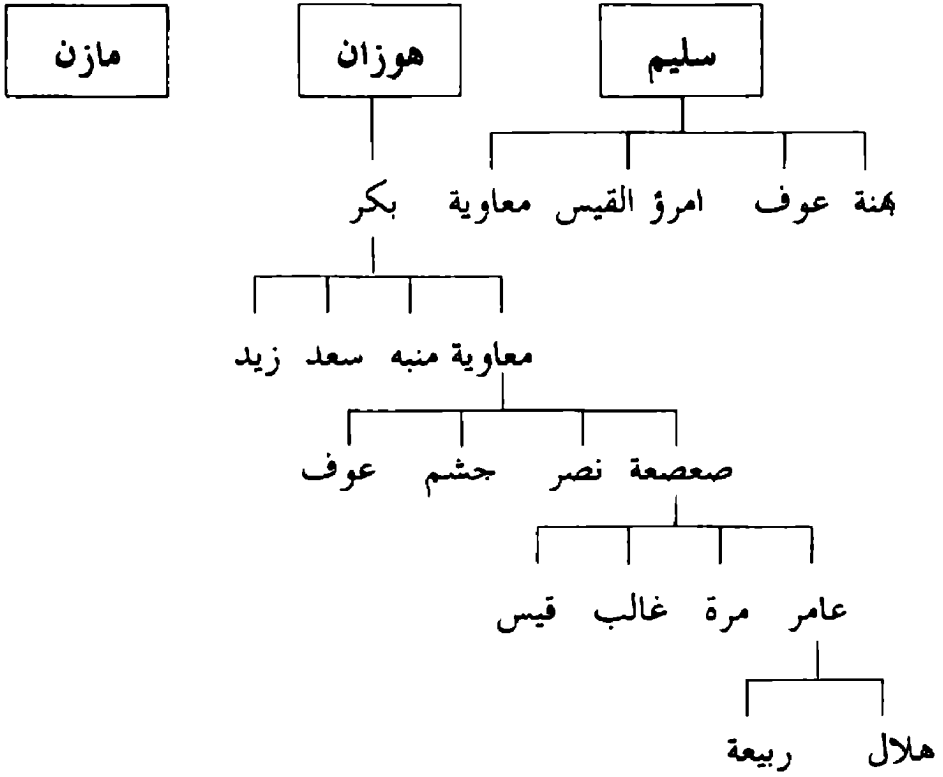 سليم هوزان مازن
بهنة عوف امرؤ القيس معاوية بكر
معاوية منبه سعد زيد
صعصعة نصر جشم عوف
عامر مرة غالب قيس
هلال ربيعة